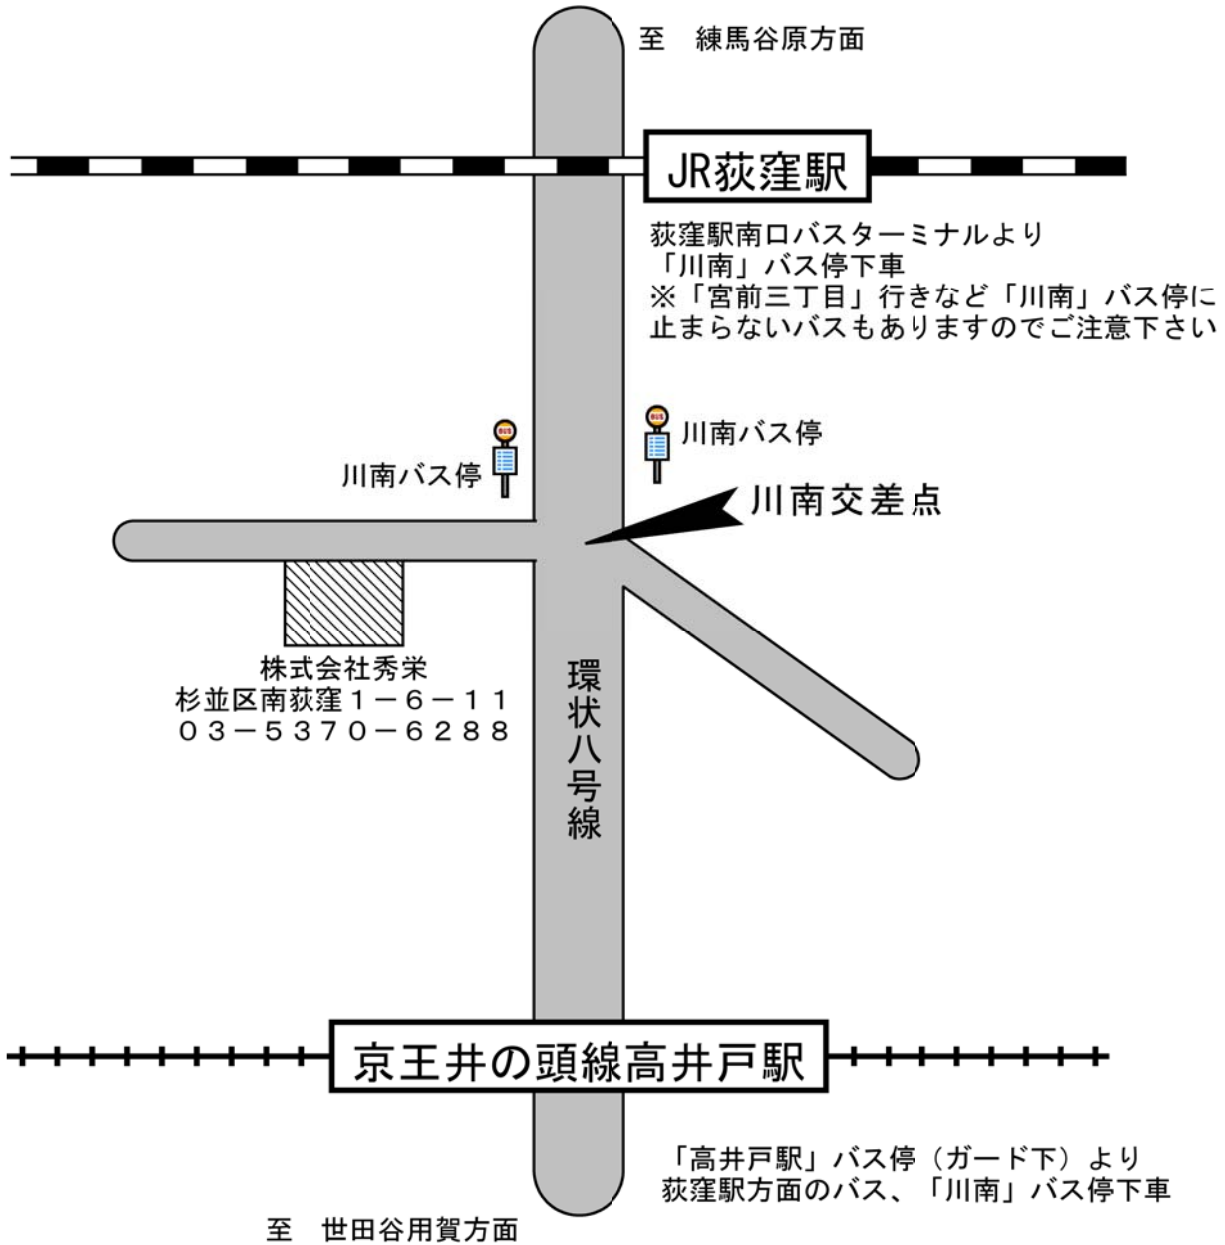 至　練馬谷原方面
JR荻窪駅
荻窪駅南口バスターミナルより
「川南」バス停下車
※「宮前三丁目」行きなど「川南」バス停に
止まらないバスもありますのでご注意下さい
BUS
川南バス停
BUS
川南バス停
川南交差点
株式会社秀栄
杉並区南荻窪１－６－１１
０３－５３７０－６２８８
環状八号線
京王井の頭線高井戸駅
「高井戸駅」バス停（ガード下）より
荻窪駅方面のバス、「川南」バス停下車
至　世田谷用賀方面